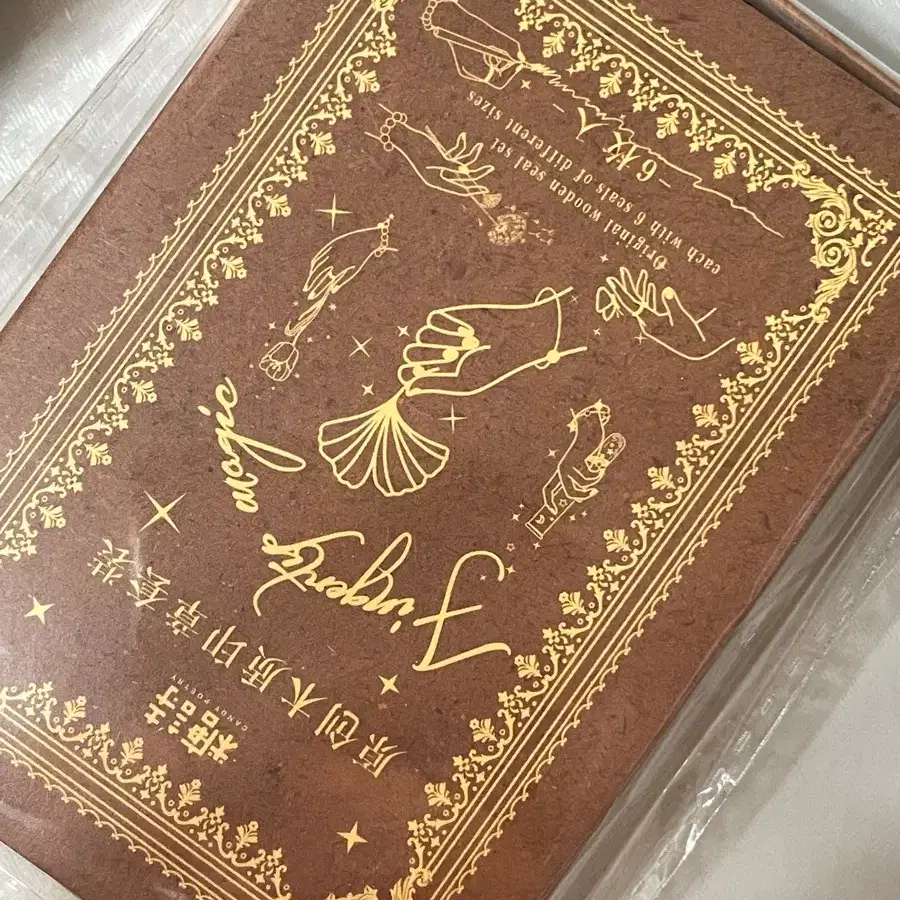 糖詩
CANDY POETRY
原创木质印章套装
Fingertips
magic
Original wooden seal set
each with 6 seals of different sizes
-6枚入-